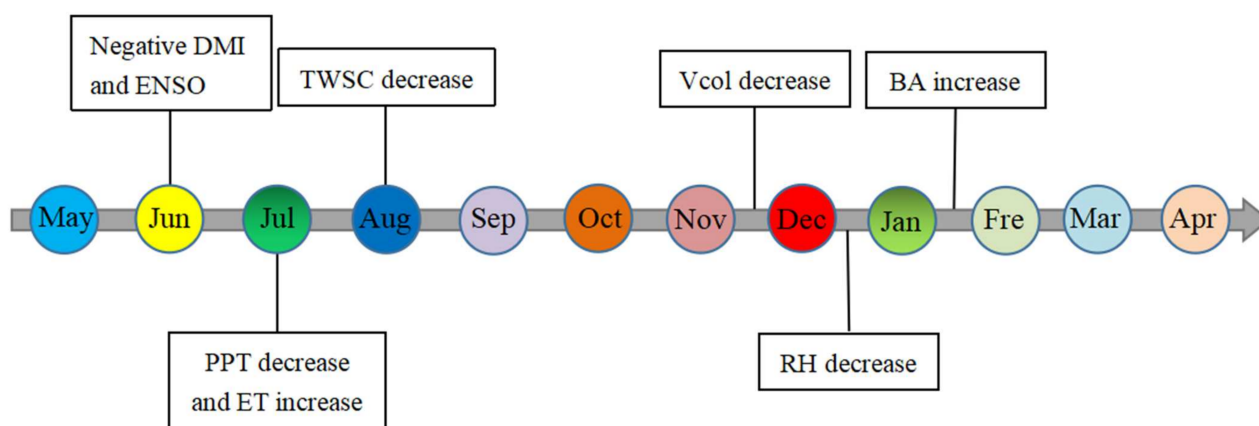 Negative DMI
and ENSO
TWSC decrease
Vcol decrease
BA increase
May
Jun
Jul
Aug
Sep
Oct
Nov
Dec
Jan
Fre
Mar
Apr
PPT decrease
and ET increase
RH decrease